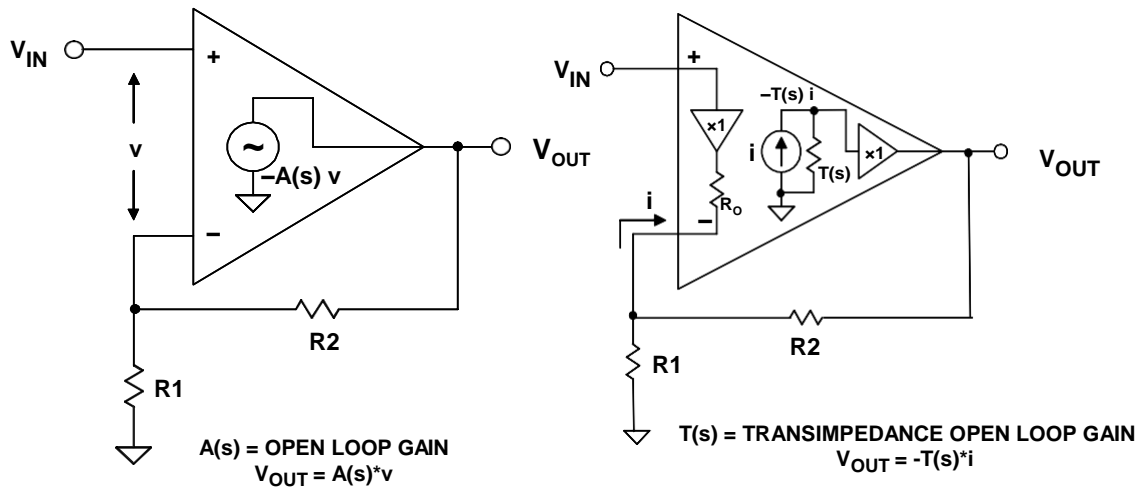 V_IN
+
v
−A(s) v
−
V_OUT
R2
R1
A(s) = OPEN LOOP GAIN
V_OUT = A(s)*v
V_IN
+
×1
−T(s) i
i
T(s)
×1
R_O
i
−
V_OUT
R2
R1
T(s) = TRANSIMPEDANCE OPEN LOOP GAIN
V_OUT = -T(s)*i